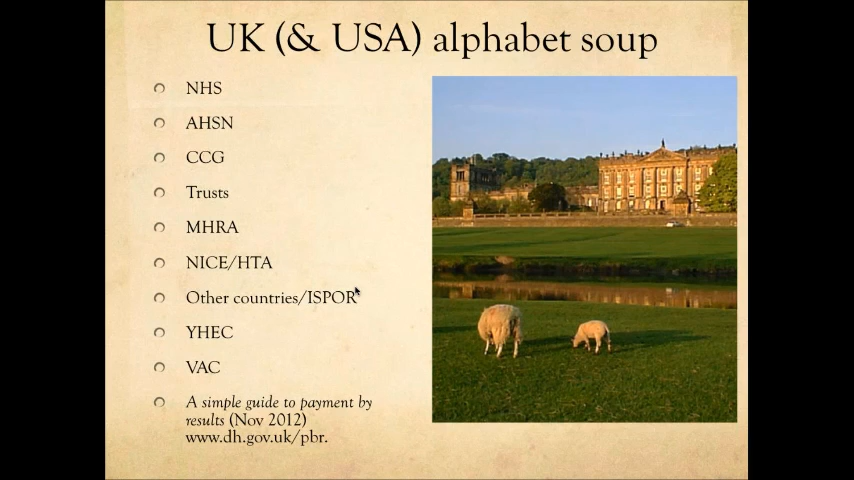 UK (& USA) alphabet soup
NHS
AHSN
CCG
Trusts
MHRA
NICE/HTA
Other countries/ISPOR
YHEC
VAC
A simple guide to payment by
results (Nov 2012)
www.dh.gov.uk/pbr.